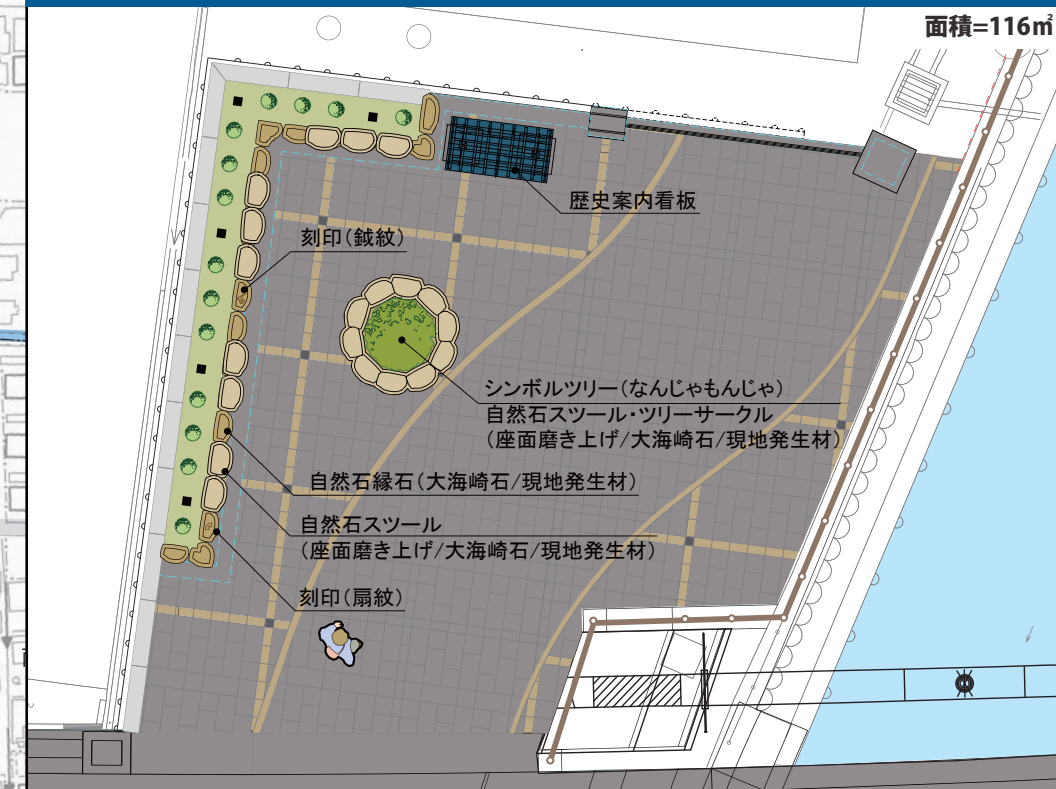 面積=116㎡
歴史案内看板
刻印(鉞紋)
シンボルツリー(なんじゃもんじゃ)
自然石スツール・ツリーサークル
(座面磨き上げ/大海崎石/現地発生材)
自然石縁石(大海崎石/現地発生材)
自然石スツール
(座面磨き上げ/大海崎石/現地発生材)
刻印(扇紋)